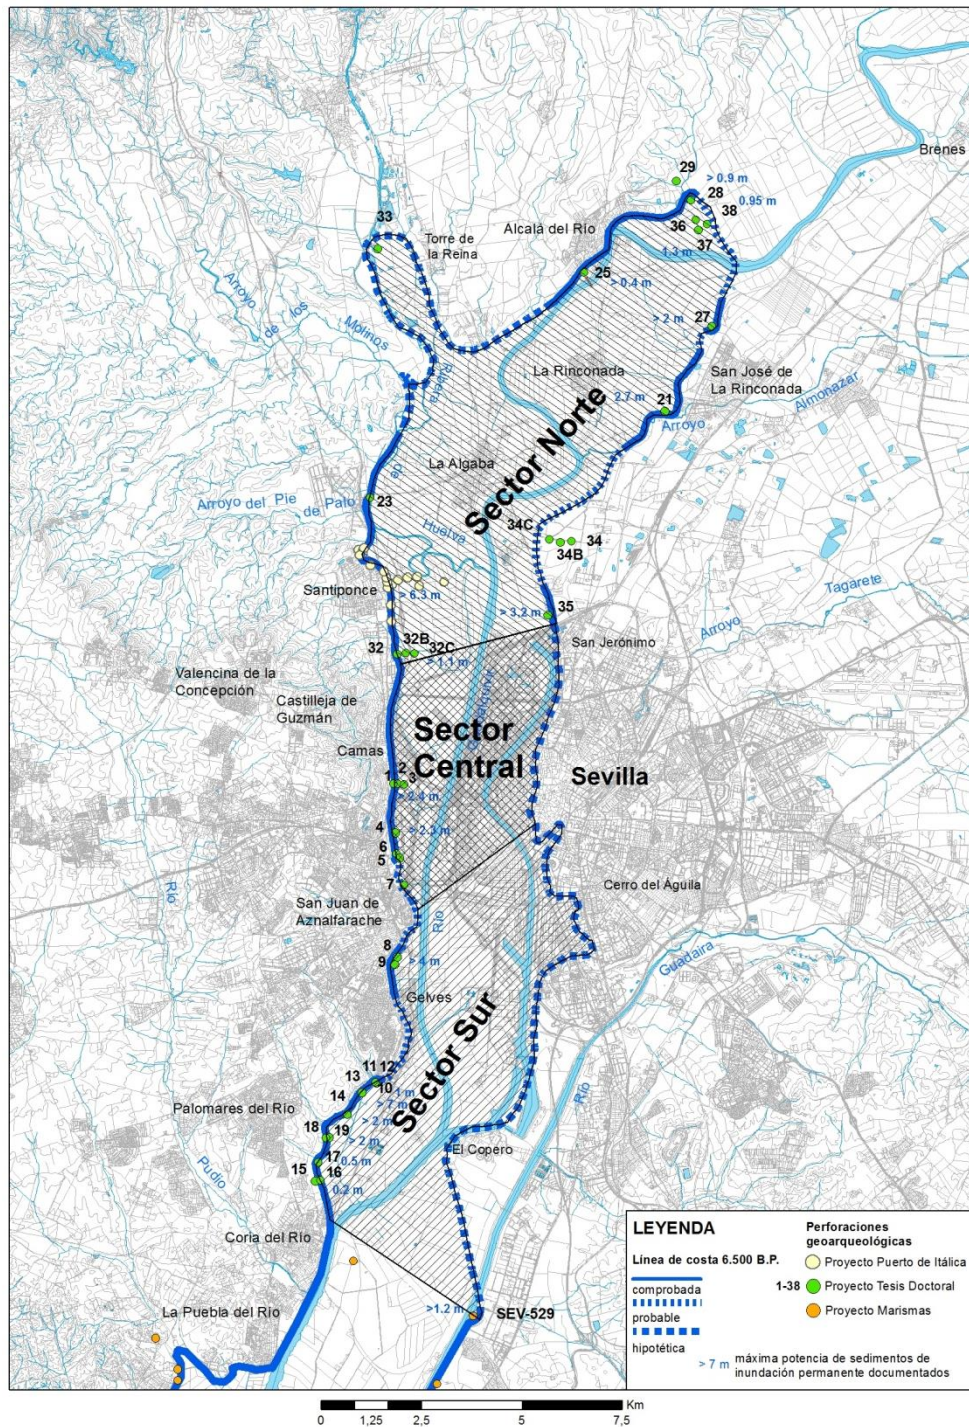 Brenes
29
> 0.9 m
28
0.95 m
38
36
37
Alcalá del Río
1.3 m
33
Torre de
la Reina
25
> 0.4 m
Arroyo
de los
Molinos
> 2 m
27
Ribera
La Rinconada
San José de
La Rinconada
2.7 m
21
Arroyo
Almonazar
Sector Norte
La Algaba
de
23
Arroyo del Pie
de Palo
Huelva
34C
34
34B
Santiponce
> 6.3 m
Tagarete
> 3.2 m
35
Arroyo
San Jerónimo
32
32B
32C
> 1.1 m
Valencina de la
Concepción
Castilleja de
Guzmán
Sector
Central
Camas
Sevilla
1
2
3
> 2.4 m
4
> 2.3 m
6
5
7
Cerro del Águila
San Juan de
Aznalfarache
Río
Río
8
9
> 4 m
Guadaira
Gelves
Sector Sur
11
12
13
10
1 m
14
> 7 m
Palomares del Río
> 2 m
18
19
> 2 m
Río
El Copero
17
0.5 m
15
16
0.2 m
Pudio
Coria del Río
La Puebla del Río
>1.2 m
SEV-529
LEYENDA
Línea de costa 6.500 B.P.
comprobada
probable
hipotética
Perforaciones
geoarqueológicas
Proyecto Puerto de Itálica
1-38
Proyecto Tesis Doctoral
Proyecto Marismas
> 7 m
máxima potencia de sedimentos de
inundación permanente documentados
Km
0
1,25
2,5
5
7,5